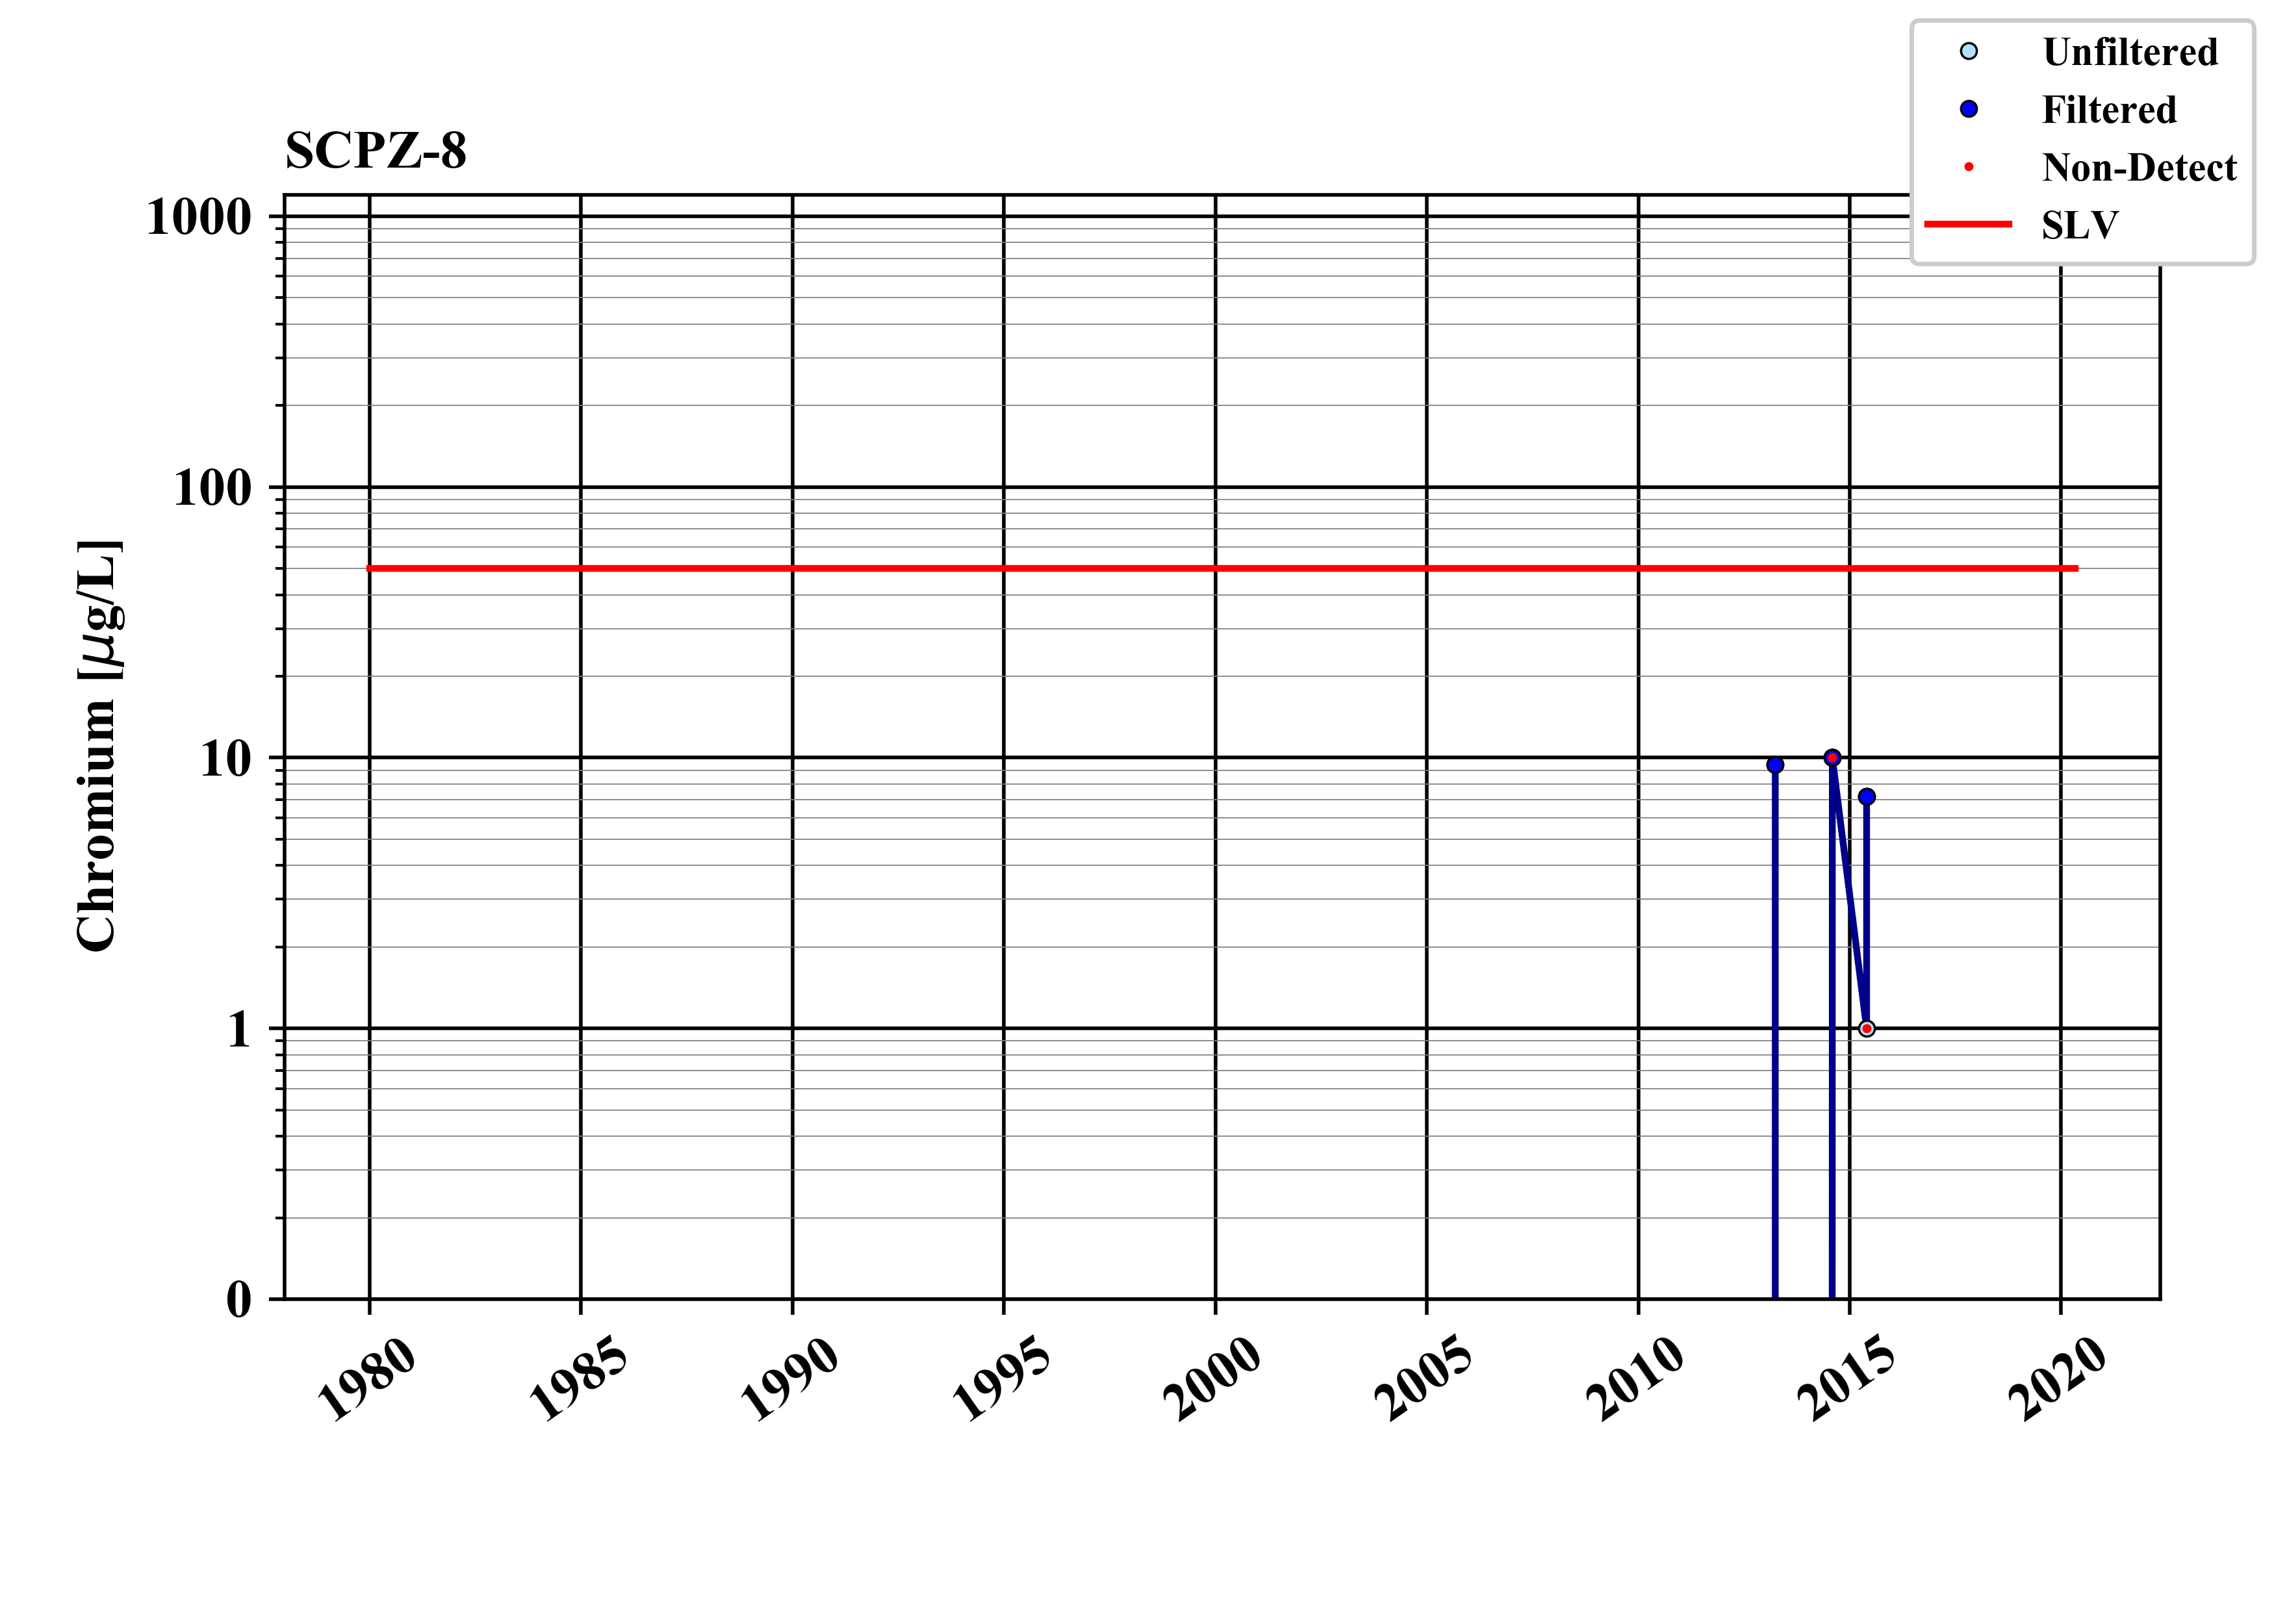 Unfiltered
Filtered
Non-Detect
SLV
SCPZ-8
1000
100
10
1
0
Chromium [μg/L]
1980 1985 1990 1995 2000 2005 2010 2015 2020